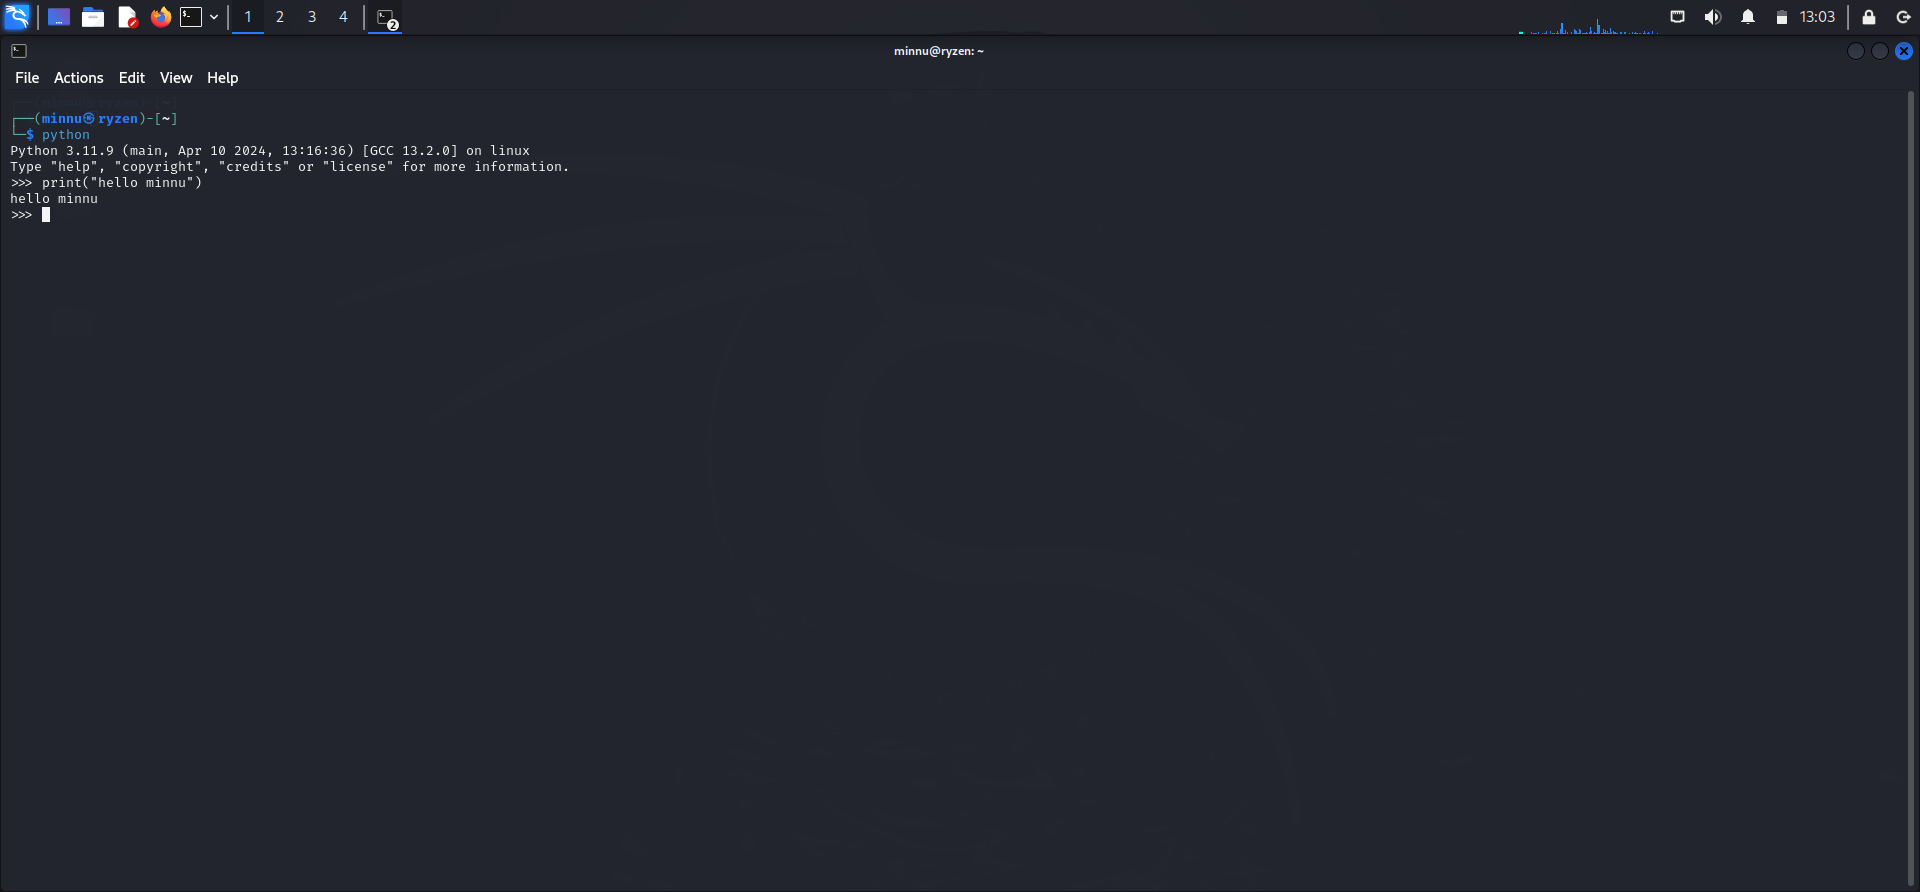 1 2 3 4 2 13:03
minnu@ryzen: ~
File Actions Edit View Help
┌──(minnu㉿ryzen)-[~]
└─$ python
Python 3.11.9 (main, Apr 10 2024, 13:16:36) [GCC 13.2.0] on linux
Type "help", "copyright", "credits" or "license" for more information.
>>> print("hello minnu")
hello minnu
>>>